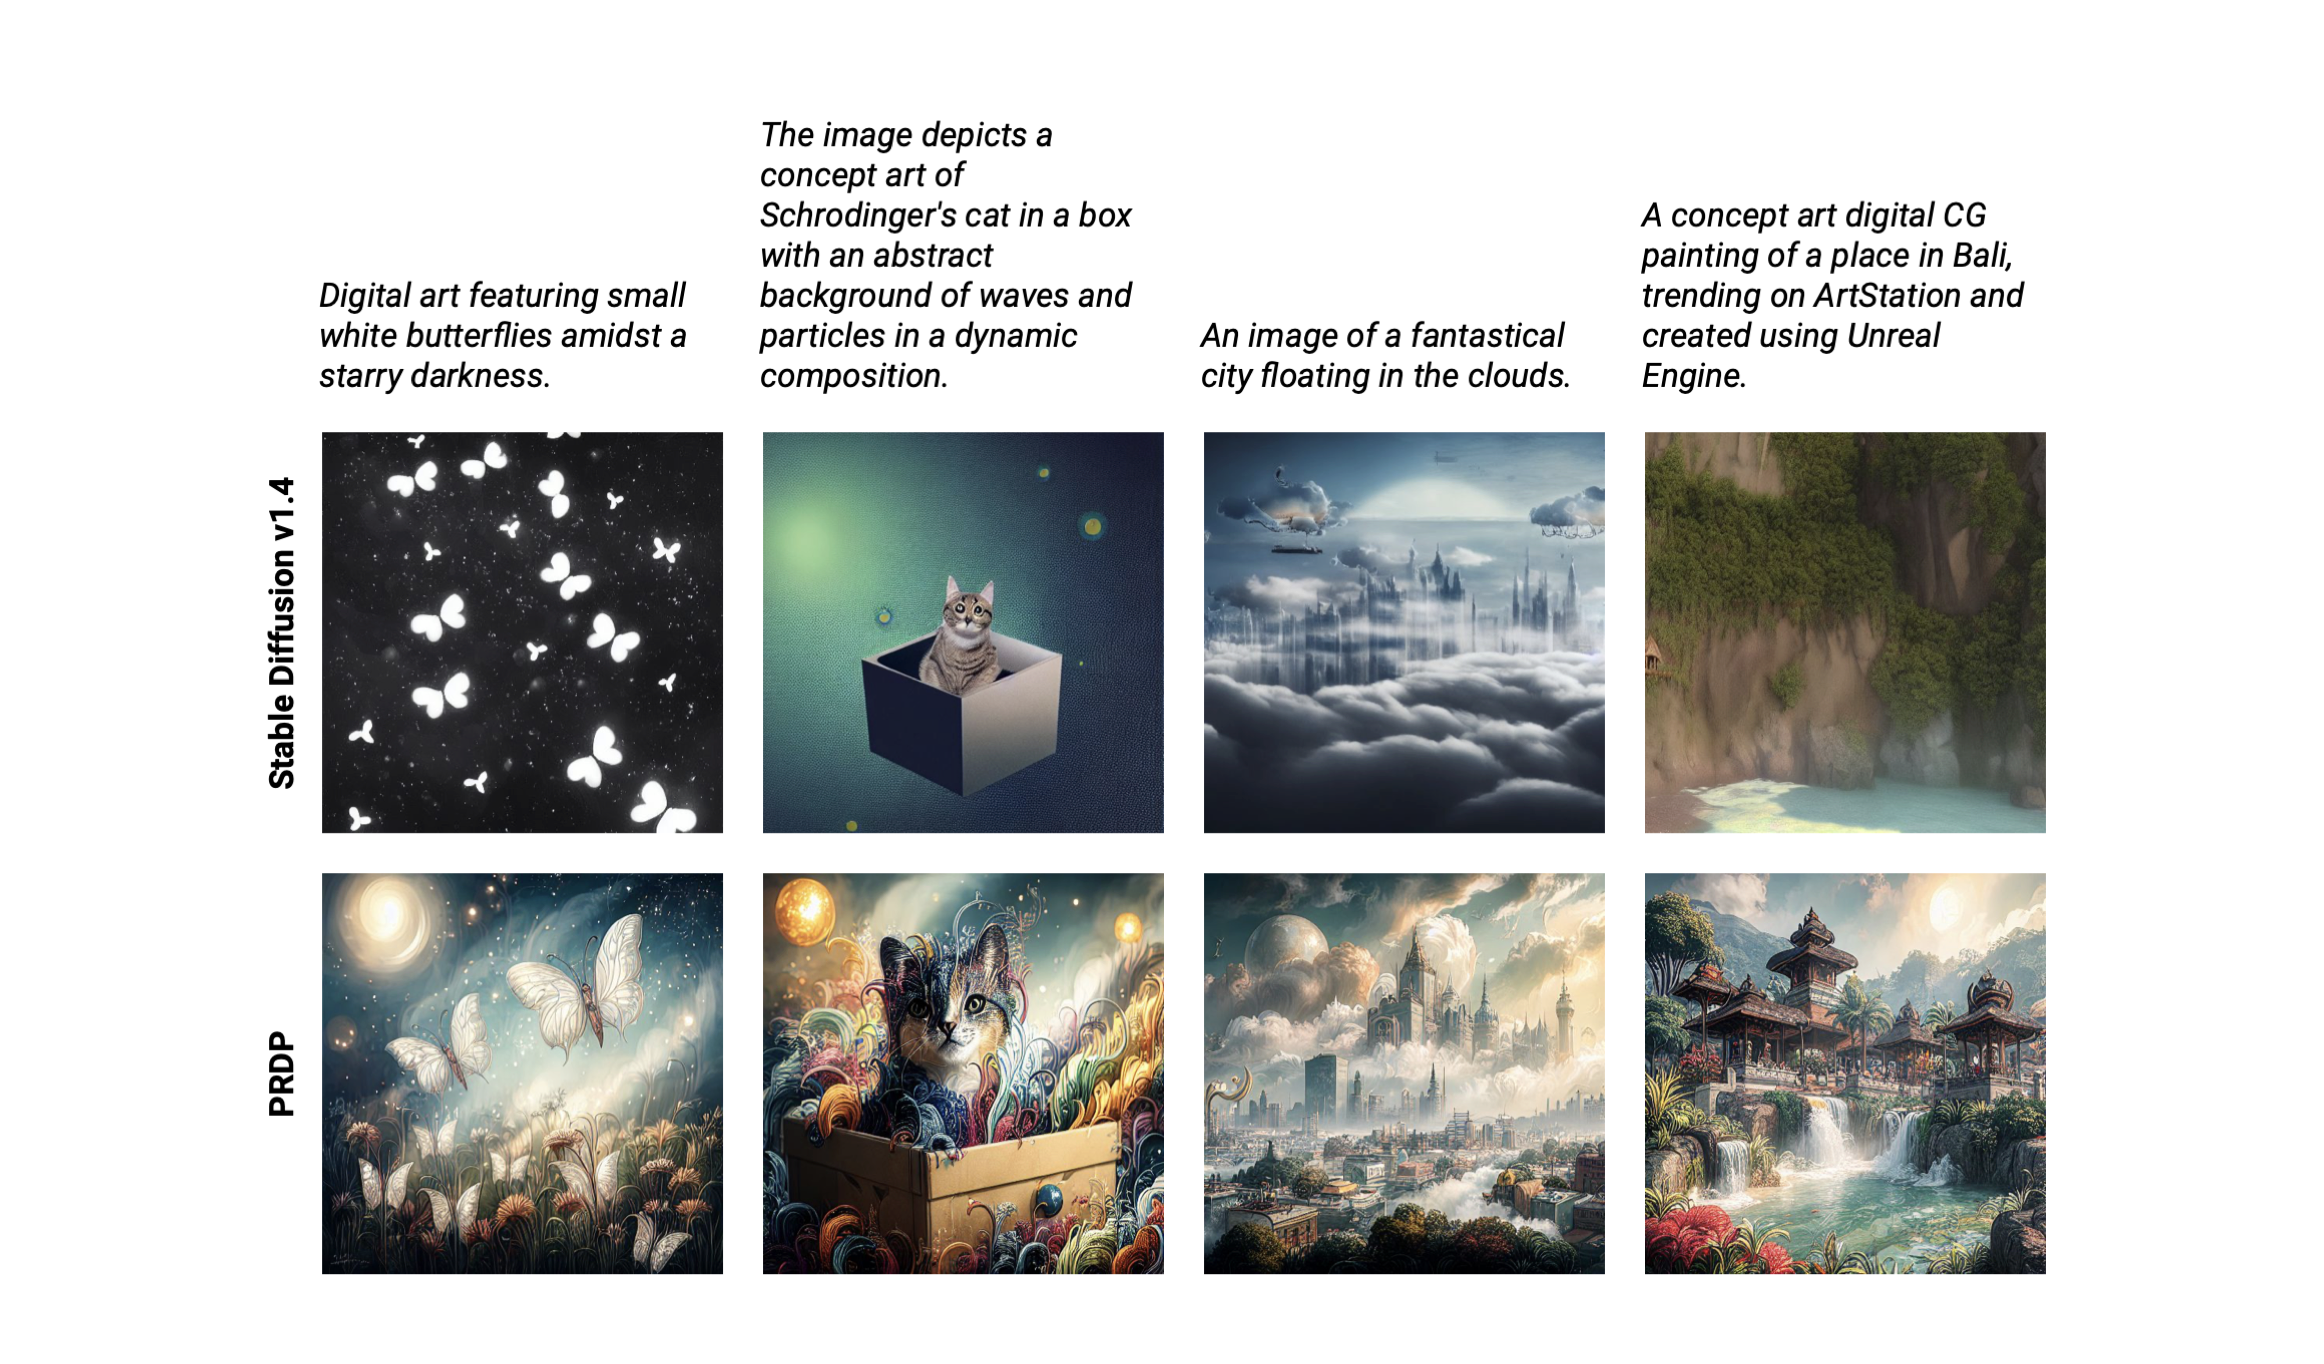 Digital art featuring small
white butterflies amidst a
starry darkness.
The image depicts a
concept art of
Schrodinger's cat in a box
with an abstract
background of waves and
particles in a dynamic
composition.
An image of a fantastical
city floating in the clouds.
A concept art digital CG
painting of a place in Bali,
trending on ArtStation and
created using Unreal
Engine.
Stable Diffusion v1.4
PRDP